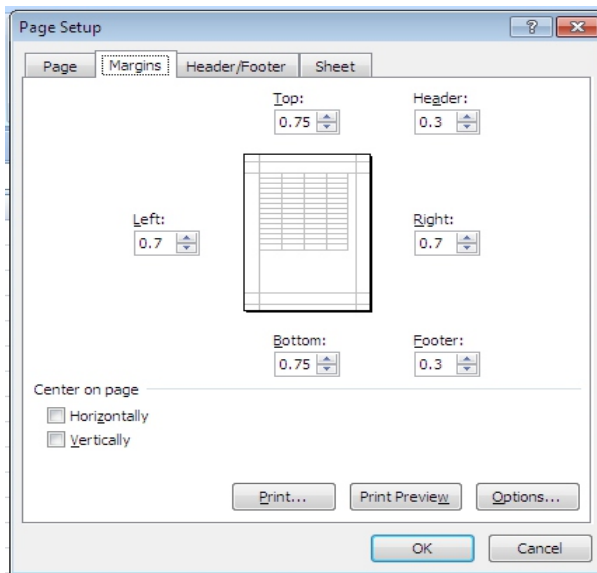 Page Setup
Page Margins Header/Footer Sheet
Top: Header:
0.75 0.3
Left: Right:
0.7 0.7
Bottom: Footer:
0.75 0.3
Center on page
Horizontally
Vertically
Print... Print Preview Options...
OK Cancel